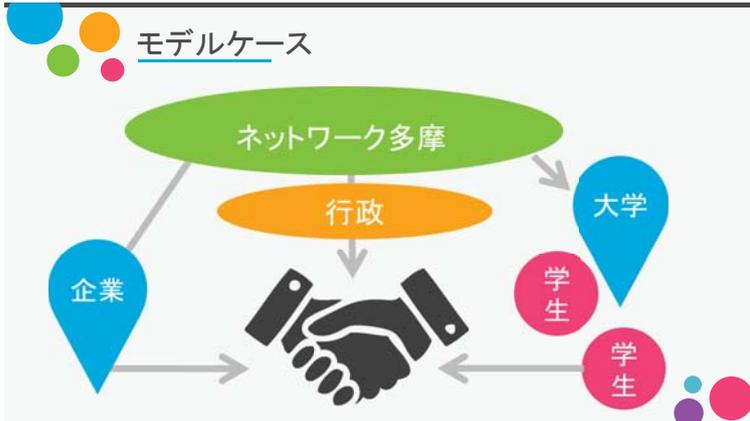 モデルケース
ネットワーク多摩
行政
大学
企業
学
生
学
生